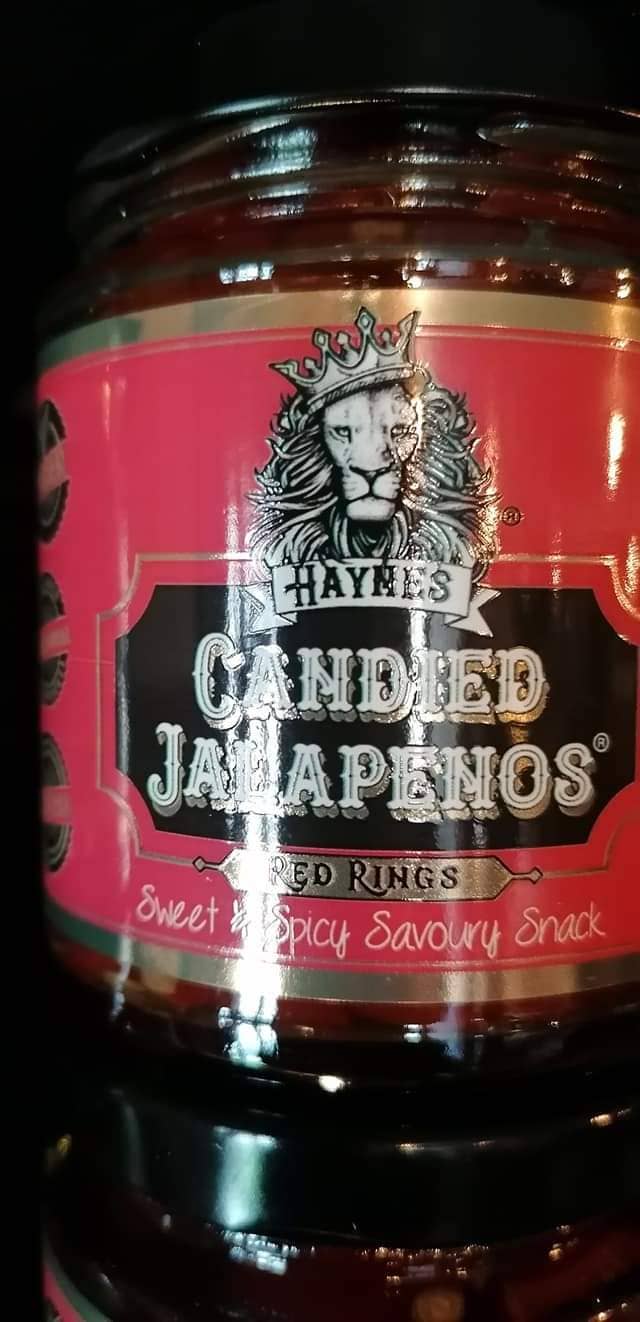 ®
HAYNES
CANDIED
JALAPENOS®
RED RINGS
Sweet & Spicy Savoury Snack